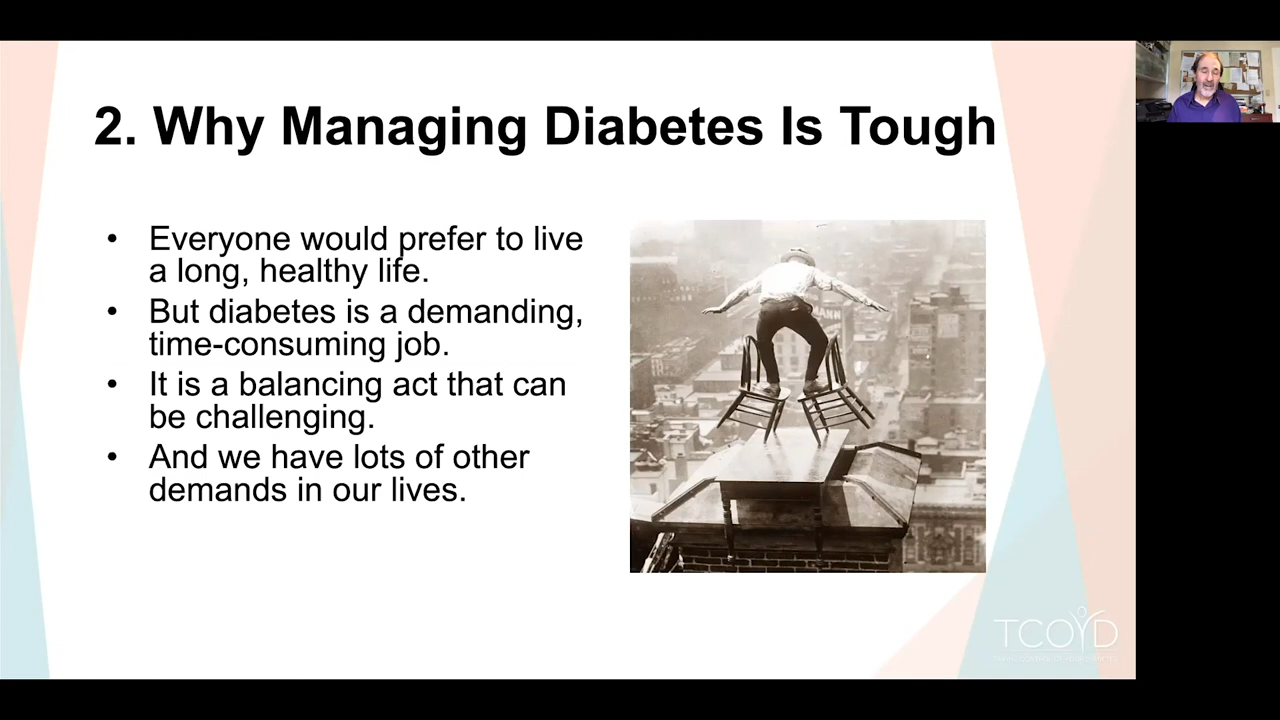 2. Why Managing Diabetes Is Tough
• Everyone would prefer to live
a long, healthy life.
• But diabetes is a demanding,
time-consuming job.
• It is a balancing act that can
be challenging.
• And we have lots of other
demands in our lives.
TCOYD